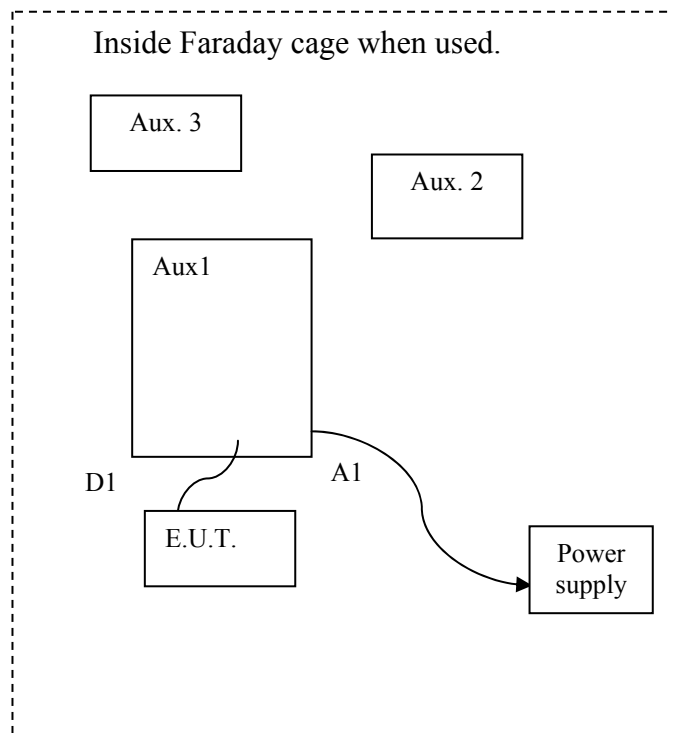 Inside Faraday cage when used.
Aux. 3
Aux. 2
Aux1
D1
A1
E.U.T.
Power
supply